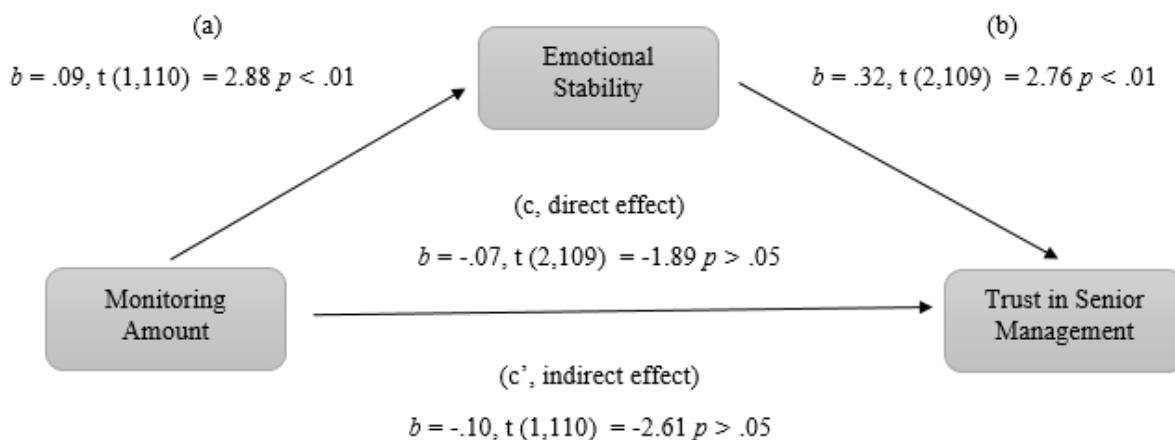 (a)
b = .09, t (1,110) = 2.88 p < .01
Emotional
Stability
(b)
b = .32, t (2,109) = 2.76 p < .01
(c, direct effect)
b = -.07, t (2,109) = -1.89 p > .05
Monitoring
Amount
Trust in Senior
Management
(c’, indirect effect)
b = -.10, t (1,110) = -2.61 p > .05